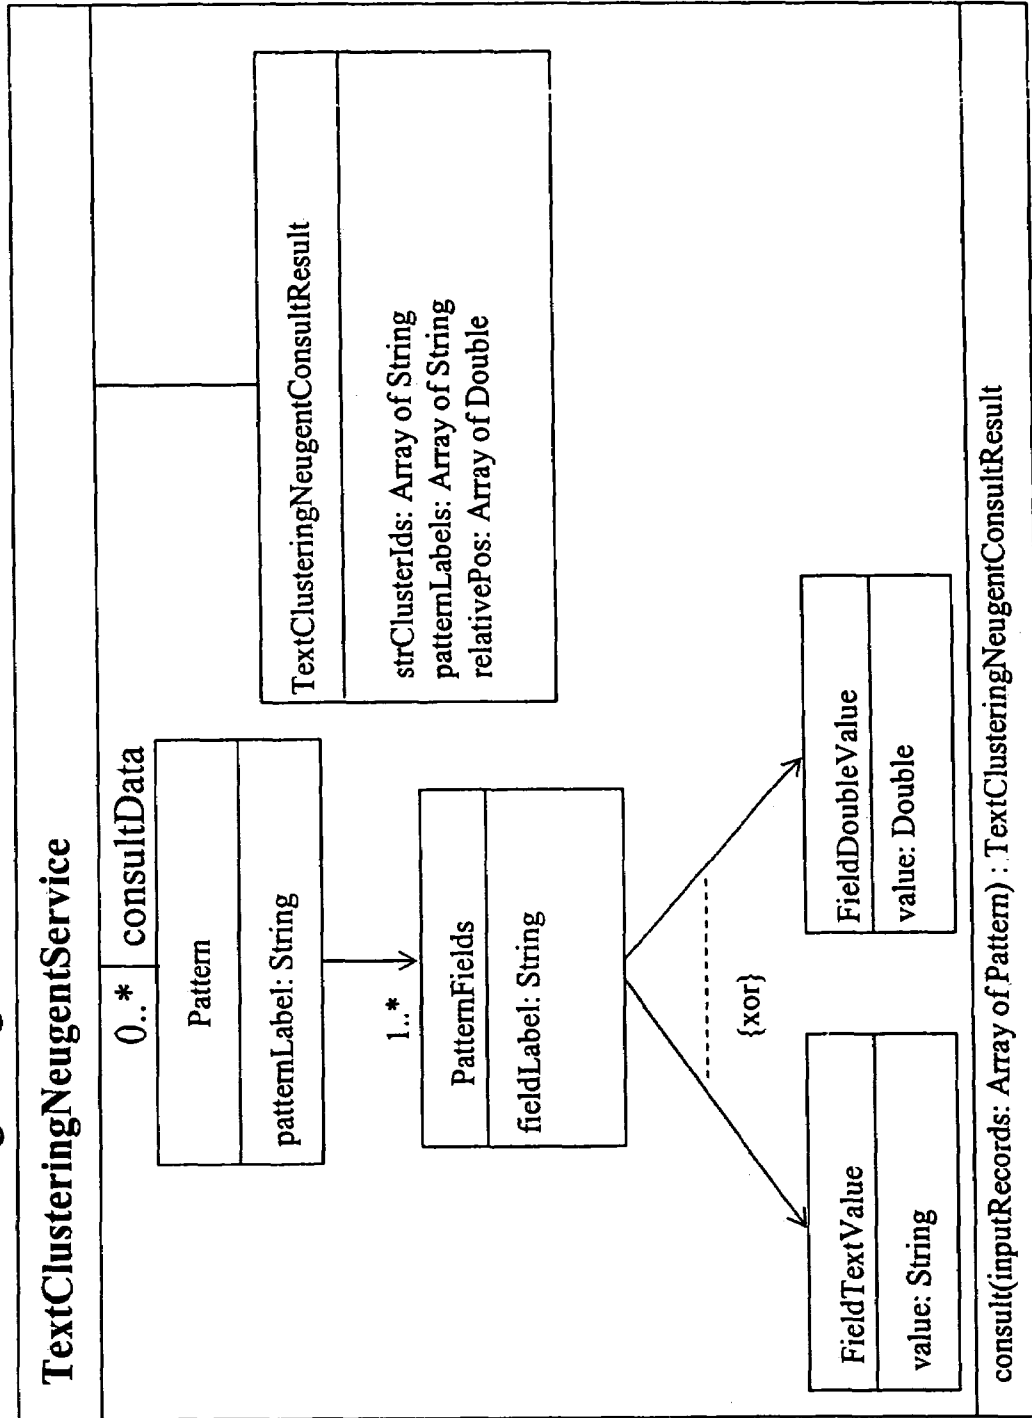 TextClusteringNeugentService
0..* consultData
Pattern
patternLabel: String
1..*
PatternFields
fieldLabel: String
{xor}
FieldTextValue
value: String
FieldDoubleValue
value: Double
TextClusteringNeugentConsultResult
strClusterIds: Array of String
patternLabels: Array of String
relativePos: Array of Double
consult(inputRecords: Array of Pattern) : TextClusteringNeugentConsultResult